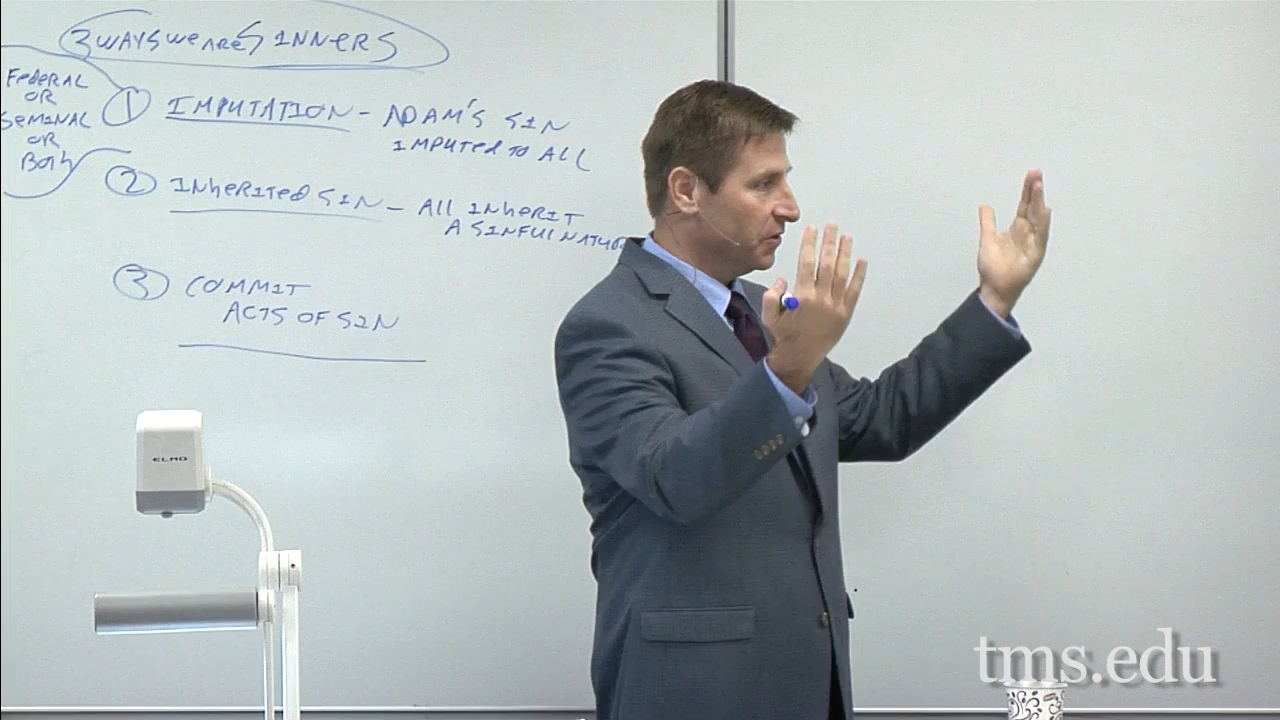 3 WAYS we ARE SINNERS
FedERAL
OR
SEMINAL
OR
BoTh
① IMPUTATION – ADAM'S SIN
IMPUTED TO ALL
② INhERITED SIN – ALL INhERIT
A SINFUL NATURE
③ COMMIT
ACTS OF SIN
ELMO
tms.edu